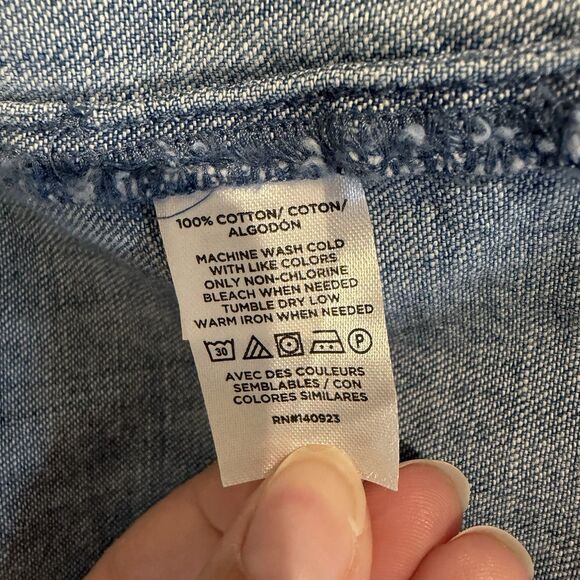 100% COTTON/ COTON/
ALGODÓN
MACHINE WASH COLD
WITH LIKE COLORS
ONLY NON-CHLORINE
BLEACH WHEN NEEDED
TUMBLE DRY LOW
WARM IRON WHEN NEEDED
30 P
AVEC DES COULEURS
SEMBLABLES / CON
COLORES SIMILARES
RN#140923